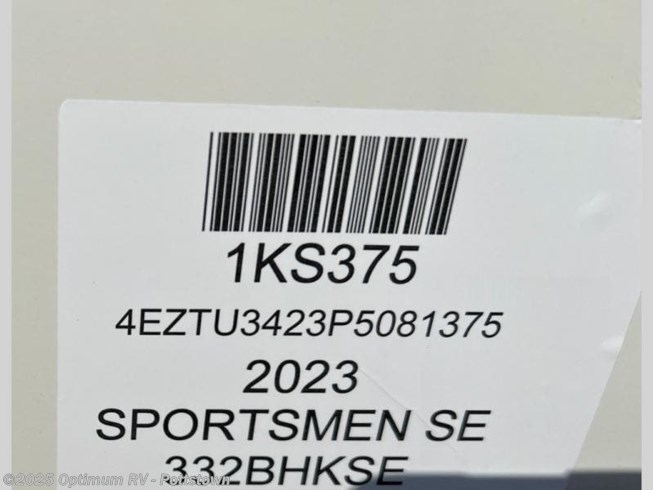 1KS375
4EZTU3423P5081375
2023
SPORTSMEN SE
332BHKSE
©2025 Optimum RV - Pottstown